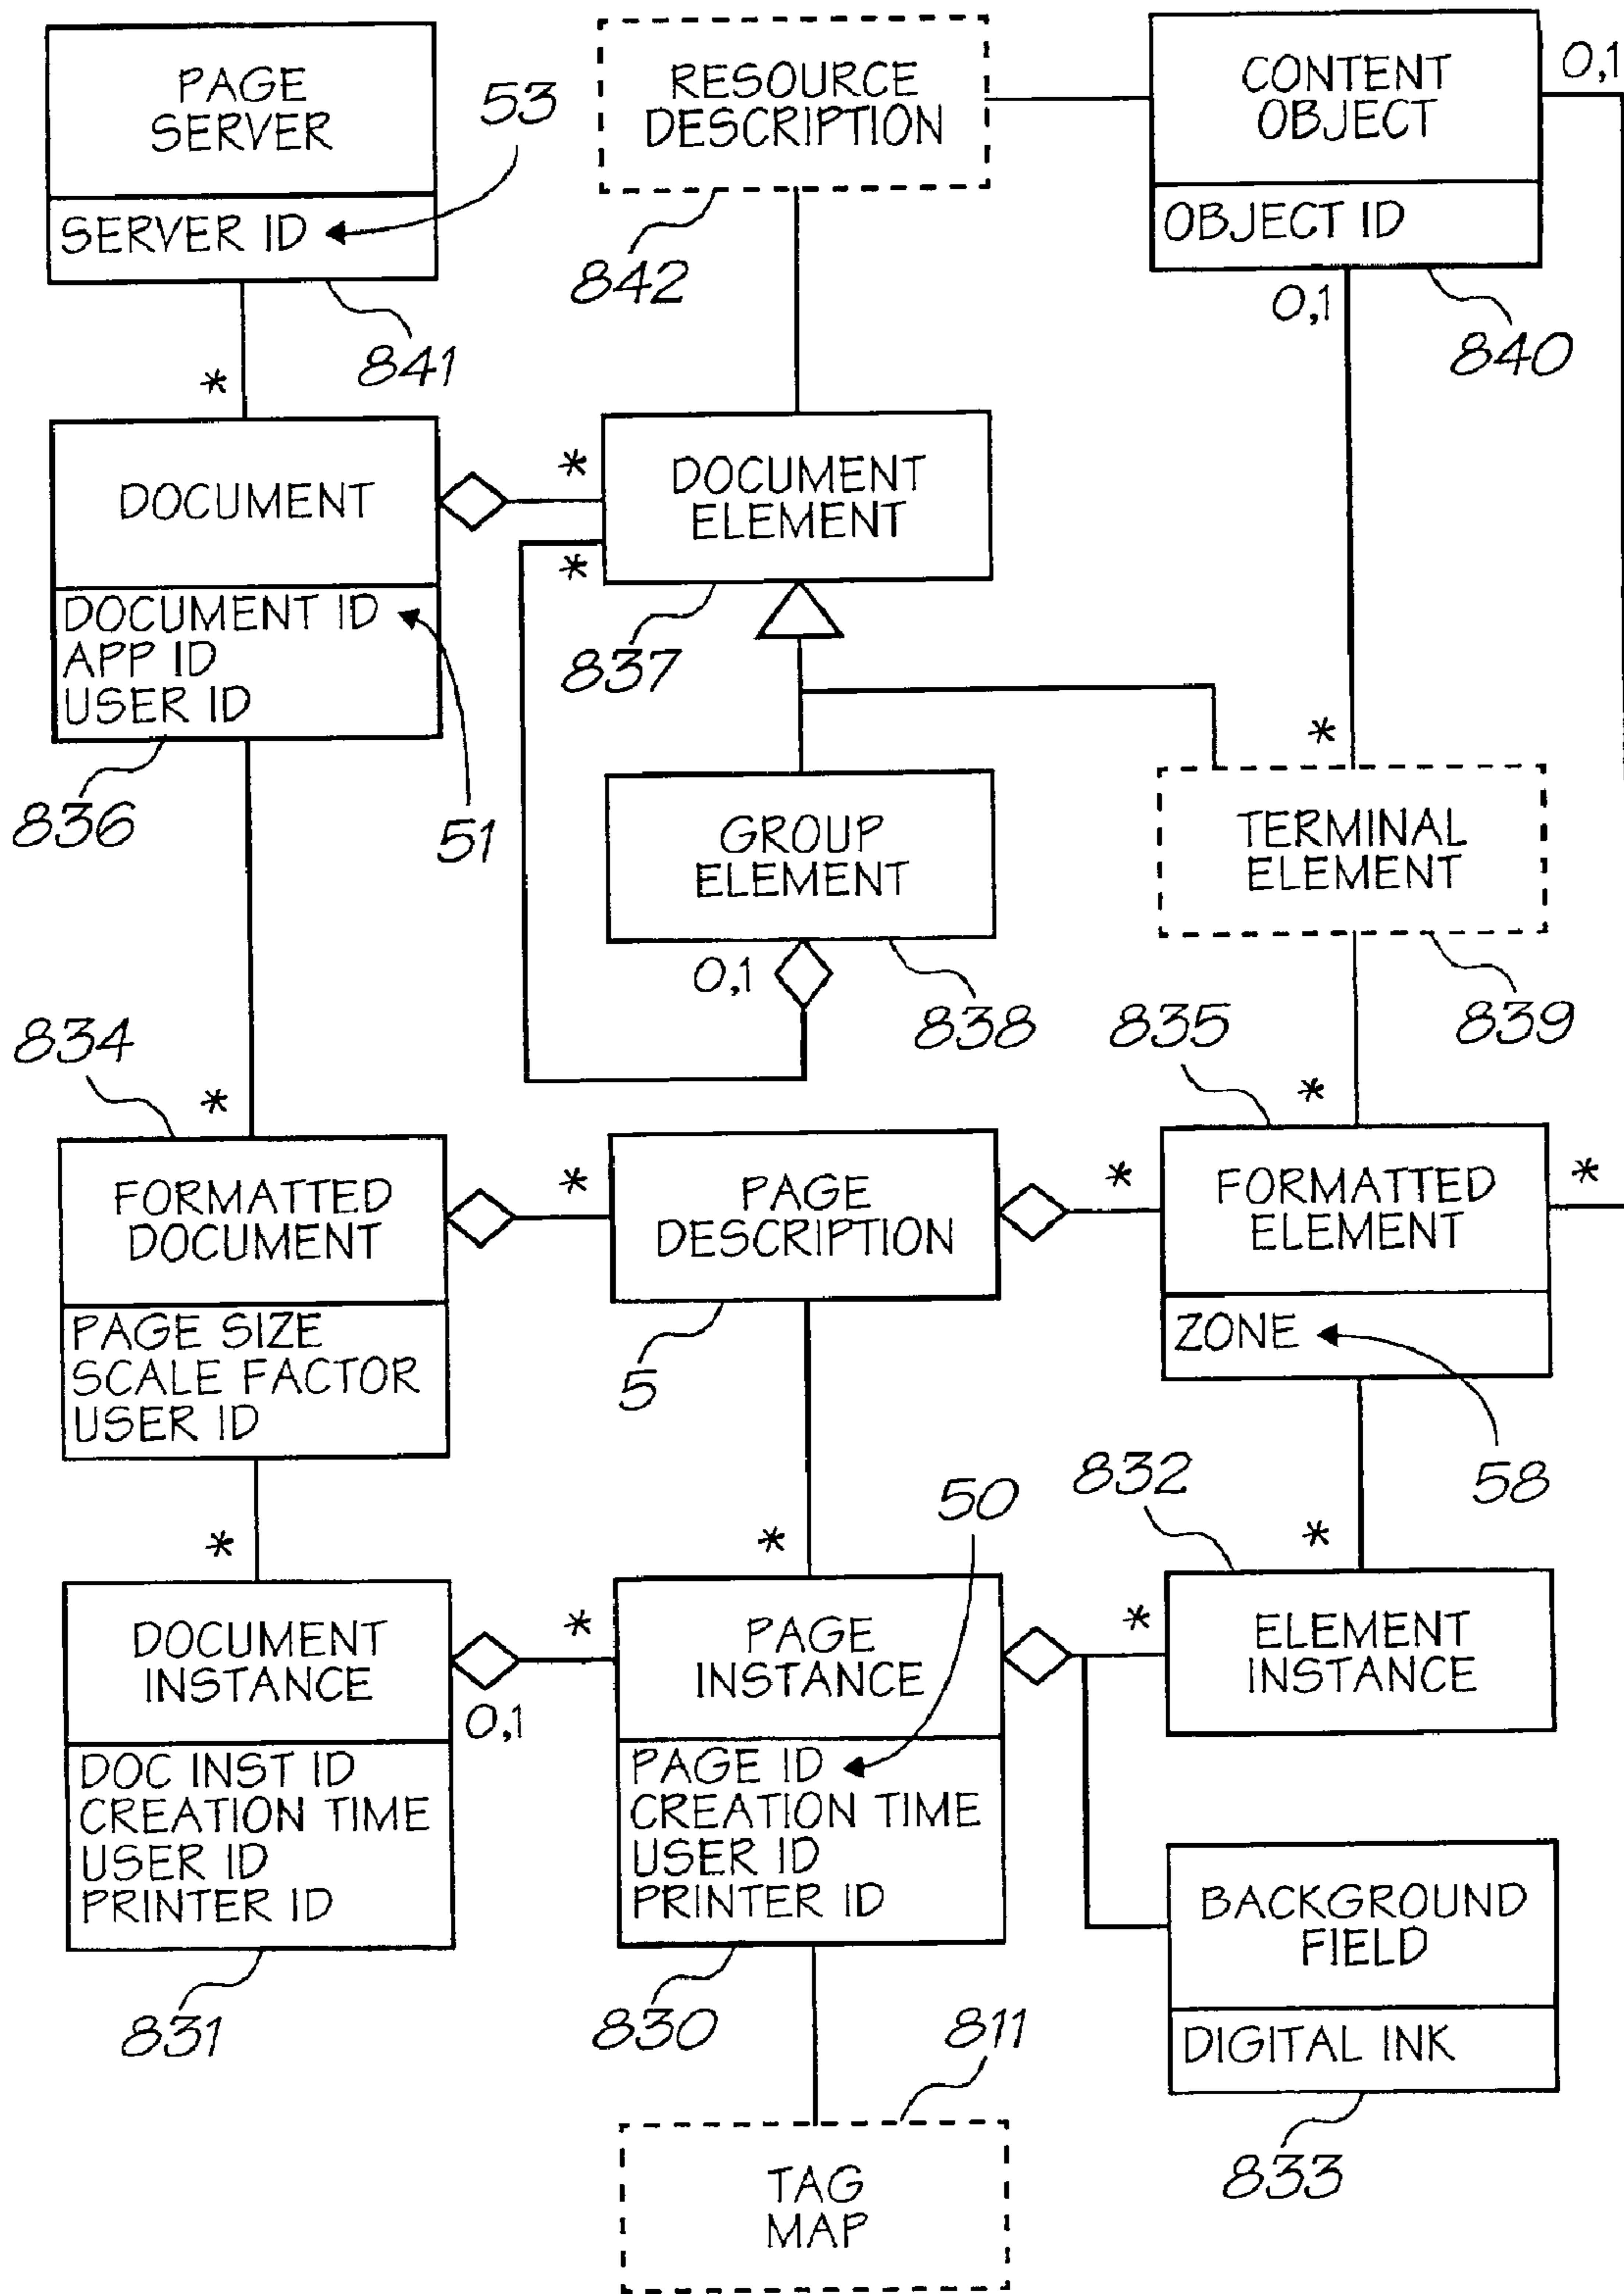 PAGE
SERVER
SERVER ID
53
841
*
RESOURCE
DESCRIPTION
842
CONTENT
OBJECT
OBJECT ID
0,1
0,1
840
DOCUMENT
DOCUMENT ID
APP ID
USER ID
836
51
*
*
DOCUMENT
ELEMENT
837
GROUP
ELEMENT
0,1
838
*
TERMINAL
ELEMENT
839
834
*
FORMATTED
DOCUMENT
PAGE SIZE
SCALE FACTOR
USER ID
*
PAGE
DESCRIPTION
5
835
*
*
*
FORMATTED
ELEMENT
ZONE
58
*
DOCUMENT
INSTANCE
DOC INST ID
CREATION TIME
USER ID
PRINTER ID
831
0,1
*
*
50
PAGE
INSTANCE
PAGE ID
CREATION TIME
USER ID
PRINTER ID
830
832
*
*
ELEMENT
INSTANCE
BACKGROUND
FIELD
DIGITAL INK
833
811
TAG
MAP